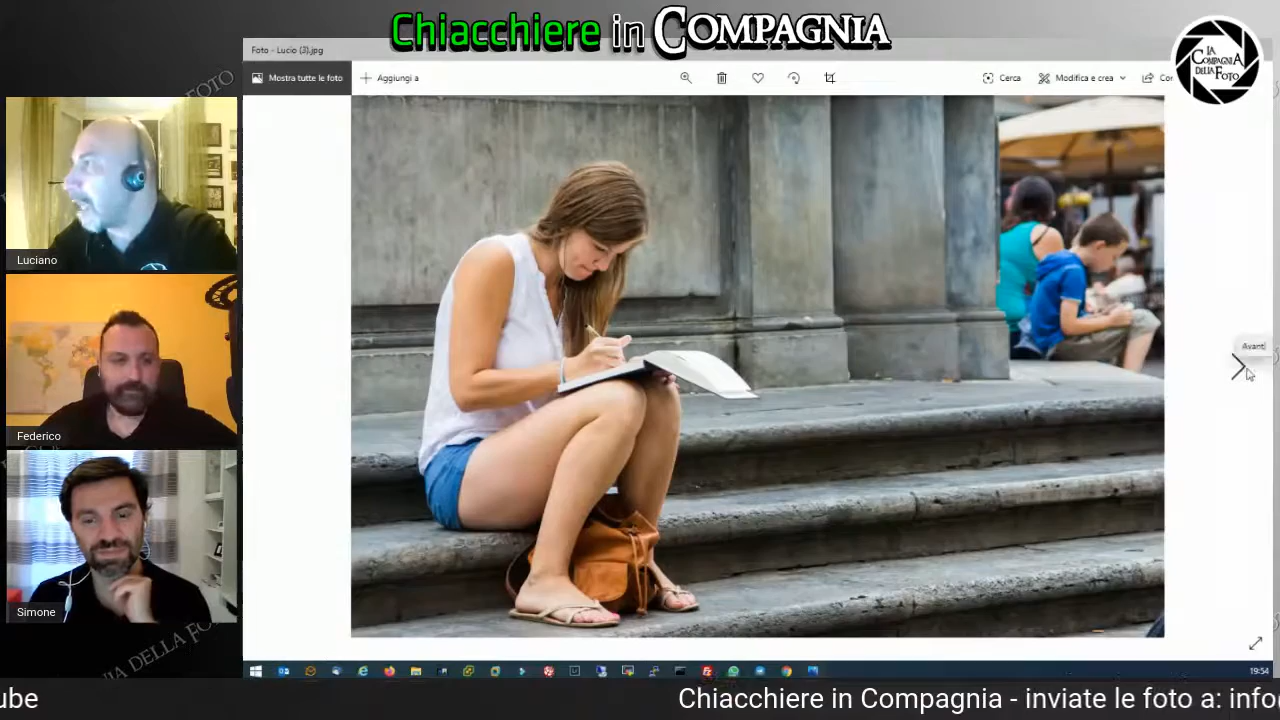 Chiacchiere in COMPAGNIA
LA
COMPAGNIA
DELLA
FOTO
Foto - Lucio (3).jpg
Mostra tutte le foto
Aggiungi a
Cerca
Modifica e crea
Luciano
Federico
Simone
Avanti
19:54
ube
Chiacchiere in Compagnia - inviate le foto a: info